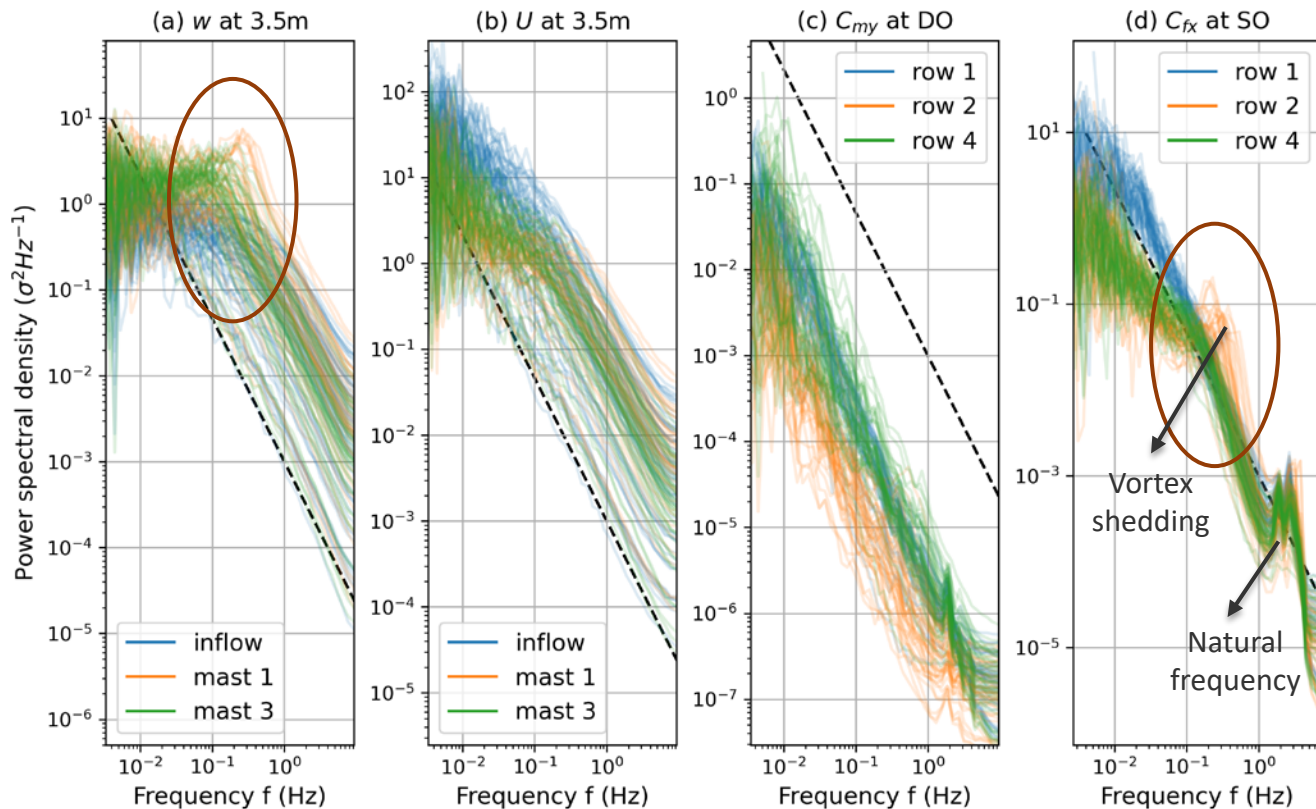 (a) w at 3.5m
(b) U at 3.5m
(c) C_{my} at DO
(d) C_{fx} at SO
Power spectral density (σ²Hz⁻¹)
10¹
10⁰
10⁻¹
10⁻²
10⁻³
10⁻⁴
10⁻⁵
10⁻⁶
inflow
mast 1
mast 3
10⁻² 10⁻¹ 10⁰
Frequency f (Hz)
10²
10¹
10⁰
10⁻¹
10⁻²
10⁻³
10⁻⁴
10⁻⁵
inflow
mast 1
mast 3
10⁻² 10⁻¹ 10⁰
Frequency f (Hz)
row 1
row 2
row 4
10⁰
10⁻¹
10⁻²
10⁻³
10⁻⁴
10⁻⁵
10⁻⁶
10⁻⁷
10⁻² 10⁻¹ 10⁰
Frequency f (Hz)
row 1
row 2
row 4
10¹
10⁻¹
10⁻³
10⁻⁵
Vortex
shedding
Natural
frequency
10⁻² 10⁻¹ 10⁰
Frequency f (Hz)